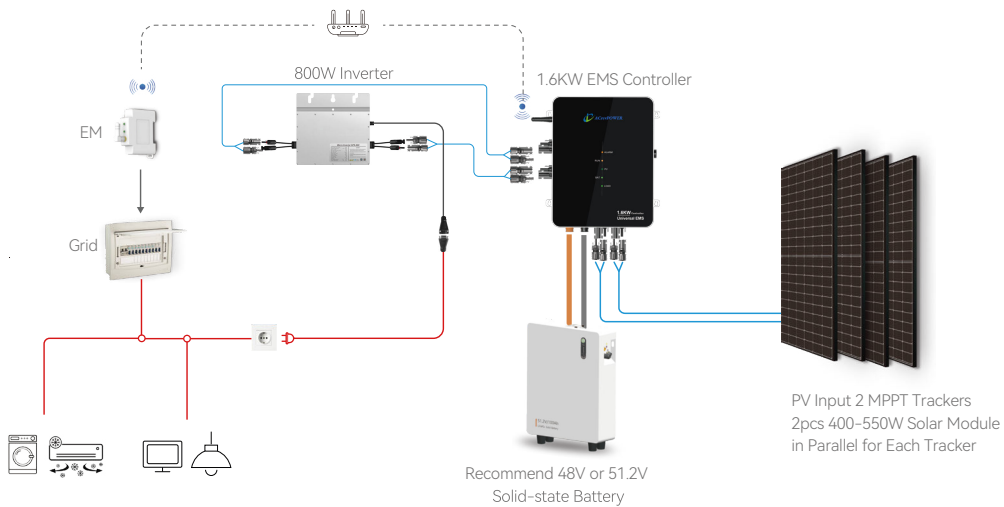 800W Inverter
1.6KW EMS Controller
EM
ACtecPOWER
1.6KW
Universal EMS
Grid
PV Input 2 MPPT Trackers
2pcs 400-550W Solar Module
in Parallel for Each Tracker
Recommend 48V or 51.2V
Solid-state Battery